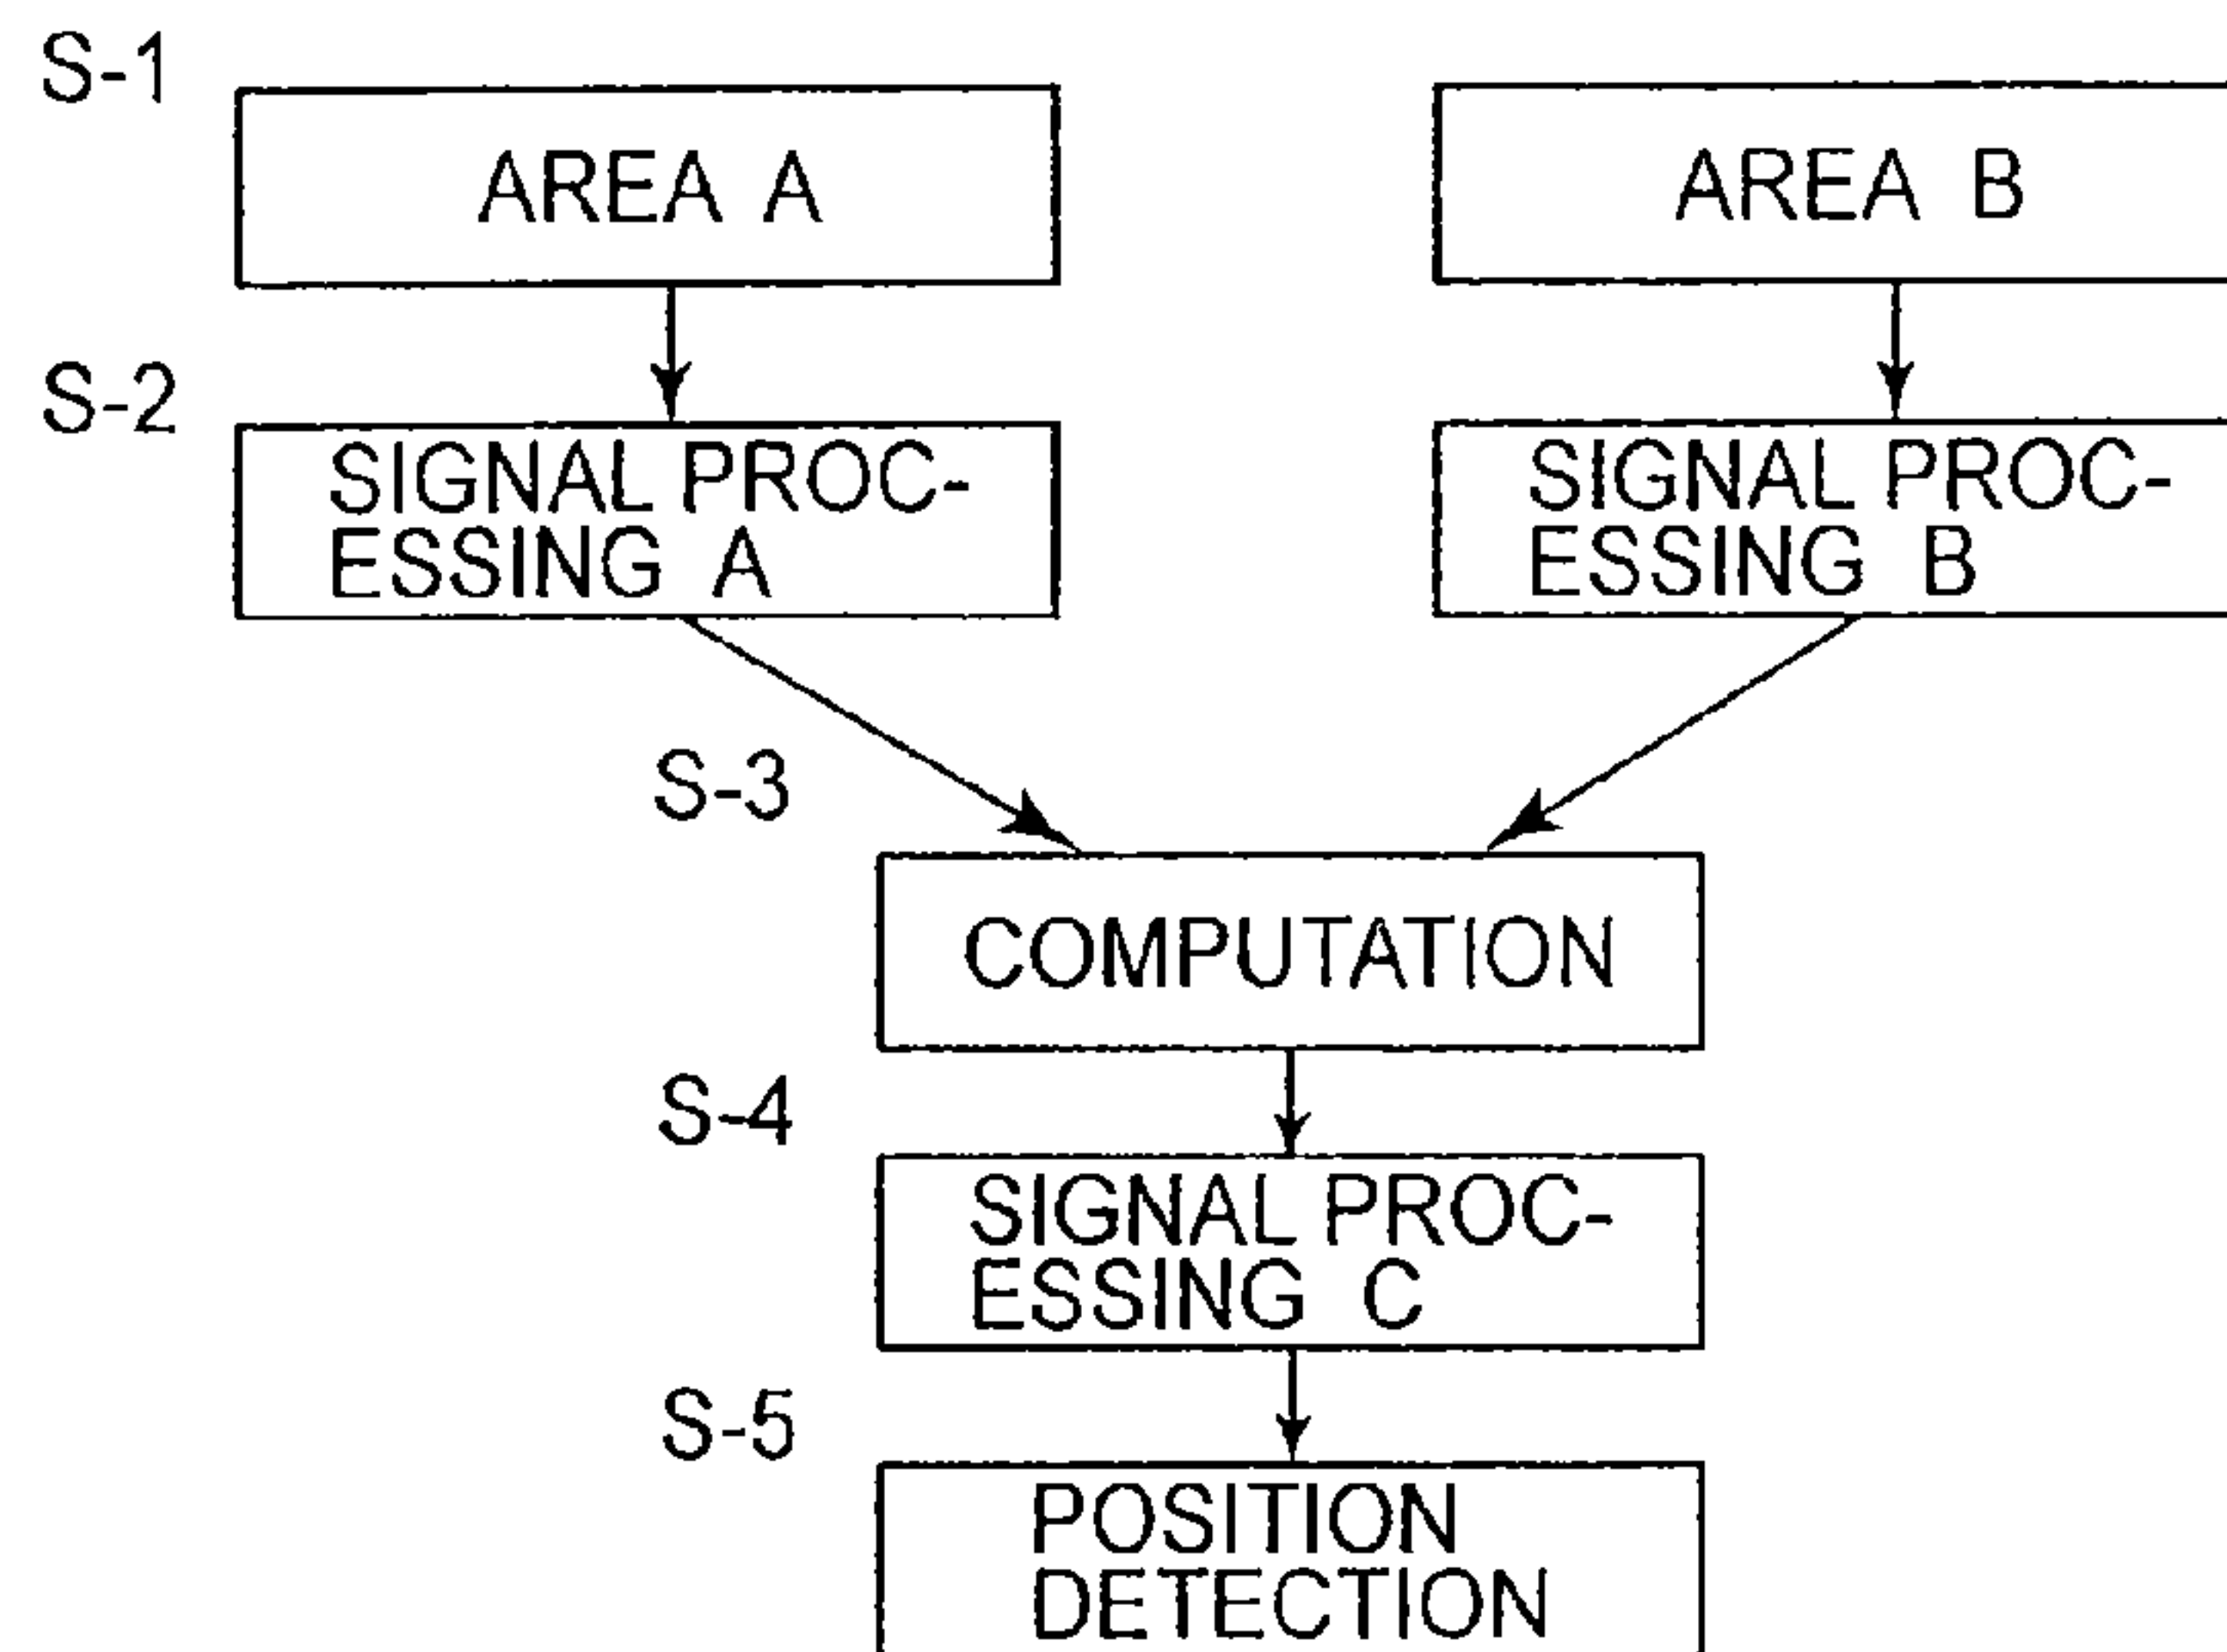 S-1
AREA A
AREA B
S-2
SIGNAL PROC-
ESSING A
SIGNAL PROC-
ESSING B
S-3
COMPUTATION
S-4
SIGNAL PROC-
ESSING C
S-5
POSITION
DETECTION